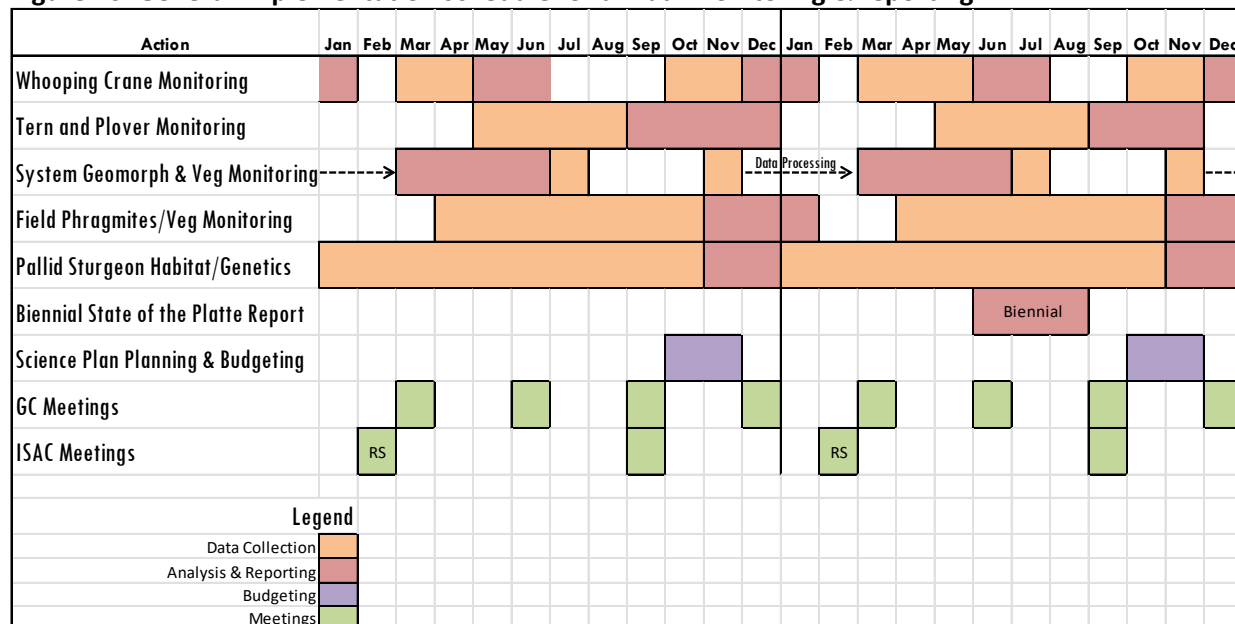 Action Jan Feb Mar Apr May Jun Jul Aug Sep Oct Nov Dec Jan Feb Mar Apr May Jun Jul Aug Sep Oct Nov Dec
Whooping Crane Monitoring
Tern and Plover Monitoring
System Geomorph & Veg Monitoring Data Processing
Field Phragmites/Veg Monitoring
Pallid Sturgeon Habitat/Genetics
Biennial State of the Platte Report Biennial
Science Plan Planning & Budgeting
GC Meetings
ISAC Meetings RS RS
Legend
Data Collection
Analysis & Reporting
Budgeting
Meetings